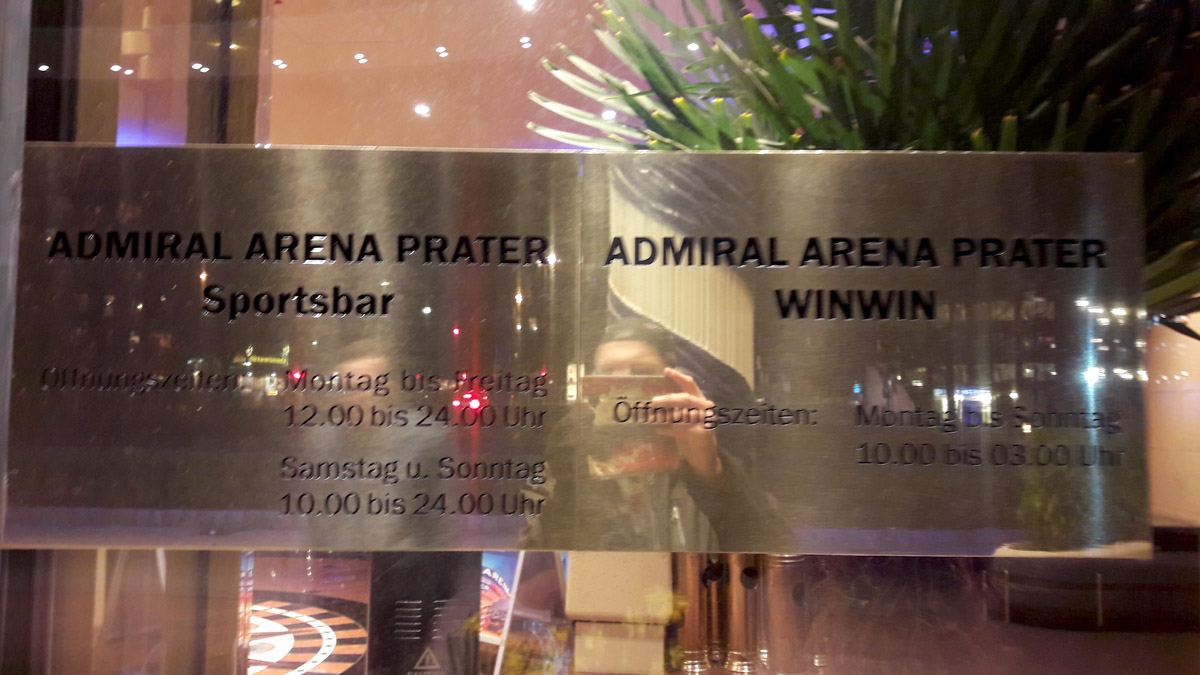 ADMIRAL ARENA PRATER
Sportsbar
Öffnungszeiten: Montag bis Freitag
12.00 bis 24.00 Uhr
Samstag u. Sonntag
10.00 bis 24.00 Uhr
ADMIRAL ARENA PRATER
WINWIN
Öffnungszeiten: Montag bis Sonntag
10.00 bis 03.00 Uhr
ARENA